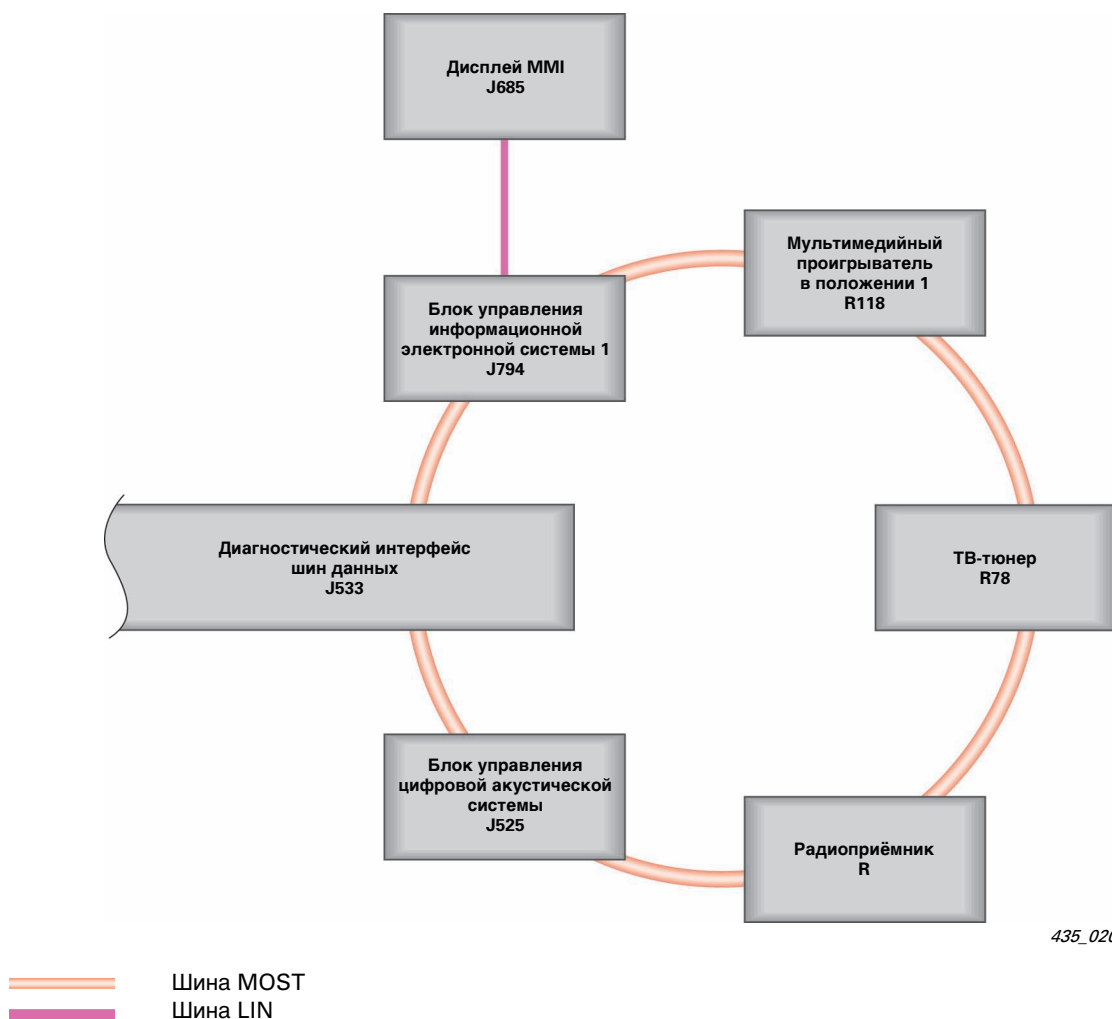 Дисплей MMI
J685
Мультимедийный
проигрыватель
в положении 1
R118
Блок управления
информационной
электронной системы 1
J794
Диагностический интерфейс
шин данных
J533
ТВ-тюнер
R78
Блок управления
цифровой акустической
системы
J525
Радиоприёмник
R
435_020
Шина MOST
Шина LIN